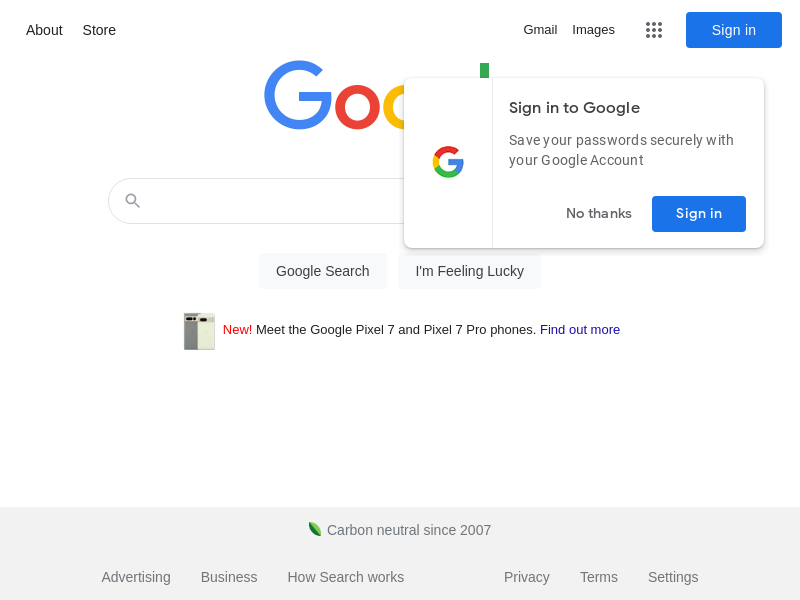 About Store Gmail Images Sign in
Sign in to Google
Save your passwords securely with
your Google Account
No thanks Sign in
Google Search I'm Feeling Lucky
New! Meet the Google Pixel 7 and Pixel 7 Pro phones. Find out more
Carbon neutral since 2007
Advertising Business How Search works Privacy Terms Settings